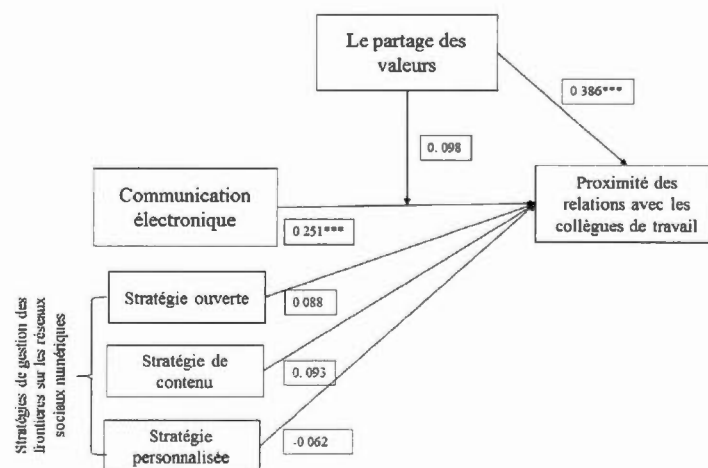 Le partage des
valeurs
0 386***
0. 098
Communication
électronique
0 251***
Proximité des
relations avec les
collègues de travail
Stratégies de gestion des
frontières sur les réseaux
sociaux numériques
Stratégie ouverte
0 088
Stratégie de
contenu
0. 093
Stratégie
personnalisée
-0 062